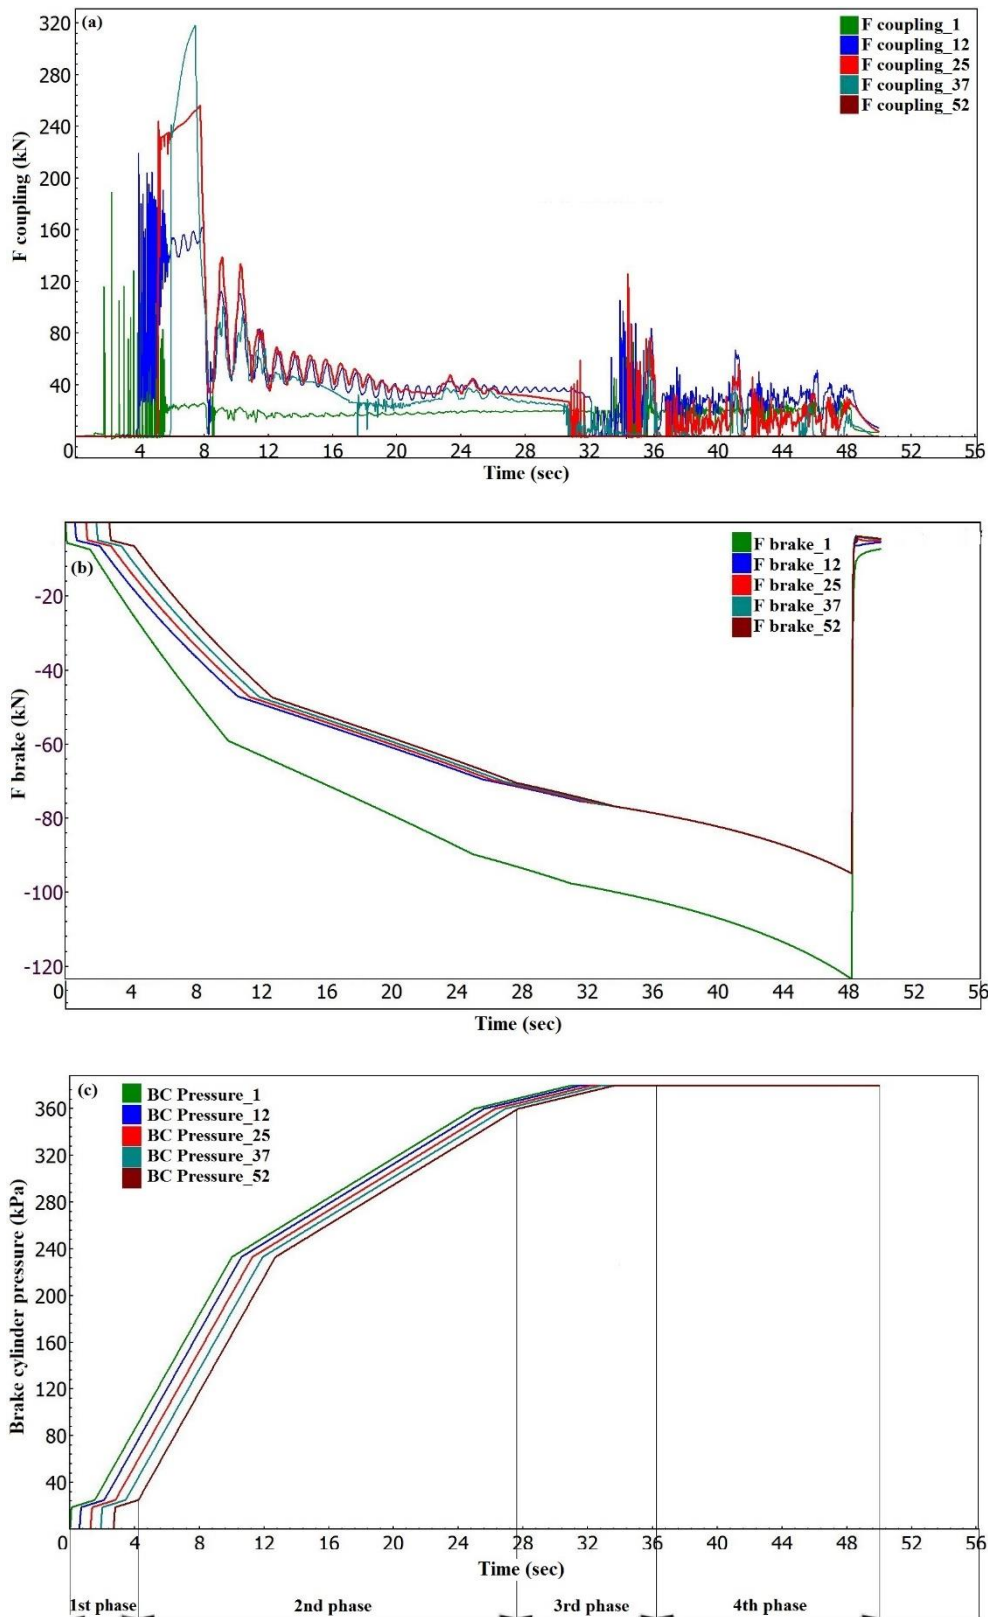 (a)
F coupling_1
F coupling_12
F coupling_25
F coupling_37
F coupling_52
320
280
240
200
160
120
80
40
0
F coupling (kN)
0 4 8 12 16 20 24 28 32 36 40 44 48 52 56
Time (sec)
(b)
F brake_1
F brake_12
F brake_25
F brake_37
F brake_52
-20
-40
-60
-80
-100
-120
F brake (kN)
0 4 8 12 16 20 24 28 32 36 40 44 48 52 56
Time (sec)
(c)
BC Pressure_1
BC Pressure_12
BC Pressure_25
BC Pressure_37
BC Pressure_52
360
320
280
240
200
160
120
80
40
Brake cylinder pressure (kPa)
0 4 8 12 16 20 24 28 32 36 40 44 48 52 56
Time (sec)
1st phase 2nd phase 3rd phase 4th phase